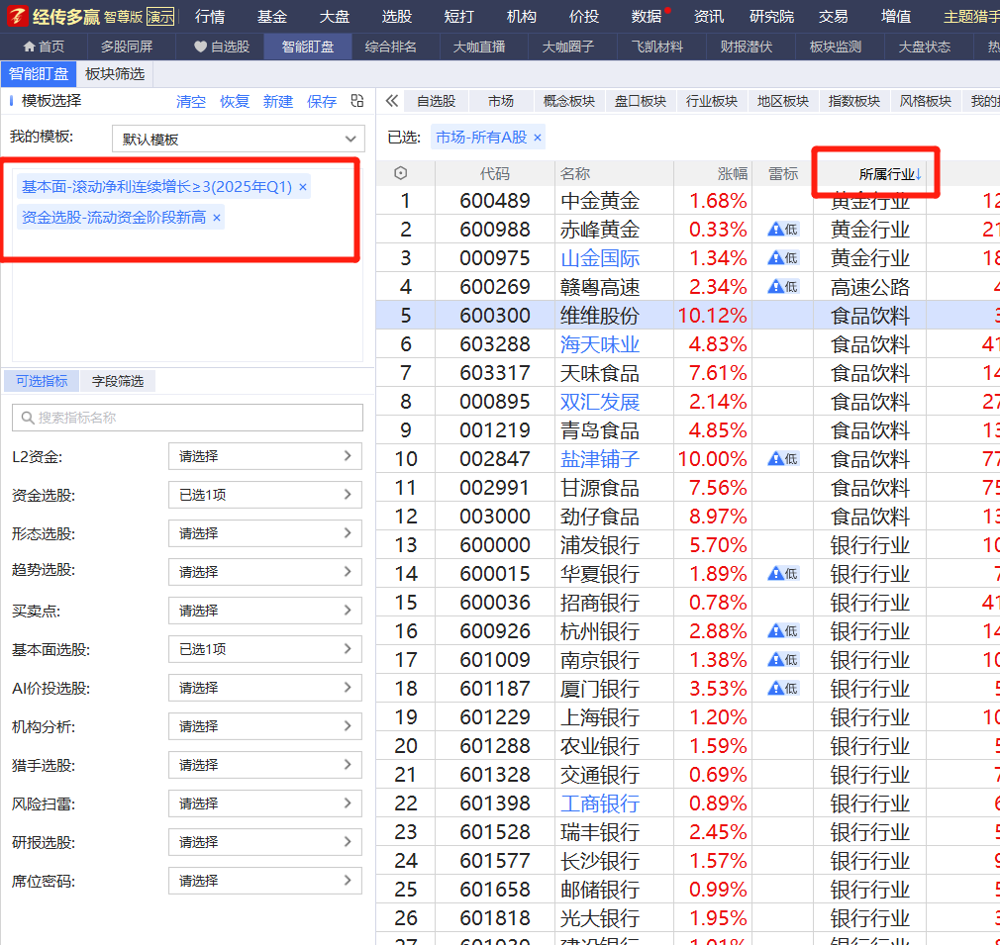 经传多赢 智尊版 演示 行情 基金 大盘 选股 短打 机构 价投 数据 资讯 研究院 交易 增值 主题猎手
首页 多股同屏 自选股 智能盯盘 综合排名 大咖直播 大咖圈子 飞凯材料 财报潜伏 板块监测 大盘状态 热
智能盯盘 板块筛选
模板选择 清空 恢复 新建 保存
我的模板: 默认模板
基本面-滚动净利连续增长≥3(2025年Q1) ×
资金选股-流动资金阶段新高 ×
可选指标 字段筛选
搜索指标名称
L2资金: 请选择
资金选股: 已选1项
形态选股: 请选择
趋势选股: 请选择
买卖点: 请选择
基本面选股: 已选1项
AI价投选股: 请选择
机构分析: 请选择
猎手选股: 请选择
风险扫雷: 请选择
研报选股: 请选择
席位密码: 请选择
自选股 市场 概念板块 盘口板块 行业板块 地区板块 指数板块 风格板块 我的
已选: 市场-所有A股 ×
代码 名称 涨幅 雷标 所属行业↓
1 600489 中金黄金 1.68% 黄金行业 12
2 600988 赤峰黄金 0.33% 低 黄金行业 21
3 000975 山金国际 1.34% 低 黄金行业 18
4 600269 赣粤高速 2.34% 低 高速公路 4
5 600300 维维股份 10.12% 食品饮料 3
6 603288 海天味业 4.83% 食品饮料 41
7 603317 天味食品 7.61% 食品饮料 14
8 000895 双汇发展 2.14% 食品饮料 27
9 001219 青岛食品 4.85% 食品饮料 13
10 002847 盐津铺子 10.00% 低 食品饮料 77
11 002991 甘源食品 7.56% 食品饮料 75
12 003000 劲仔食品 8.97% 食品饮料 13
13 600000 浦发银行 5.70% 银行行业 10
14 600015 华夏银行 1.89% 低 银行行业 7
15 600036 招商银行 0.78% 银行行业 41
16 600926 杭州银行 2.88% 低 银行行业 14
17 601009 南京银行 1.38% 低 银行行业 10
18 601187 厦门银行 3.53% 低 银行行业 5
19 601229 上海银行 1.20% 银行行业 10
20 601288 农业银行 1.59% 银行行业 5
21 601328 交通银行 0.69% 银行行业 7
22 601398 工商银行 0.89% 银行行业 6
23 601528 瑞丰银行 2.45% 银行行业 5
24 601577 长沙银行 1.57% 银行行业 9
25 601658 邮储银行 0.99% 银行行业 5
26 601818 光大银行 1.95% 银行行业 3
27 601939 建设银行 1.01% 银行行业